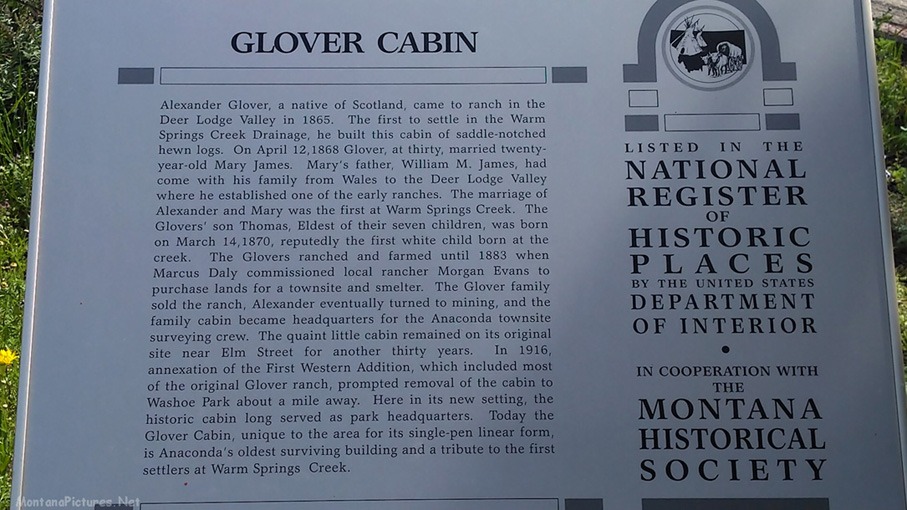 GLOVER CABIN
Alexander Glover, a native of Scotland, came to ranch in the
Deer Lodge Valley in 1865. The first to settle in the Warm
Springs Creek Drainage, he built this cabin of saddle-notched
hewn logs. On April 12,1868 Glover, at thirty, married twenty-
year-old Mary James. Mary's father, William M. James, had
come with his family from Wales to the Deer Lodge Valley
where he established one of the early ranches. The marriage of
Alexander and Mary was the first at Warm Springs Creek. The
Glovers' son Thomas, Eldest of their seven children, was born
on March 14,1870, reputedly the first white child born at the
creek. The Glovers ranched and farmed until 1883 when
Marcus Daly commissioned local rancher Morgan Evans to
purchase lands for a townsite and smelter. The Glover family
sold the ranch, Alexander eventually turned to mining, and the
family cabin became headquarters for the Anaconda townsite
surveying crew. The quaint little cabin remained on its original
site near Elm Street for another thirty years. In 1916,
annexation of the First Western Addition, which included most
of the original Glover ranch, prompted removal of the cabin to
Washoe Park about a mile away. Here in its new setting, the
historic cabin long served as park headquarters. Today the
Glover Cabin, unique to the area for its single-pen linear form,
is Anaconda's oldest surviving building and a tribute to the first
settlers at Warm Springs Creek.
LISTED IN THE
NATIONAL
REGISTER
OF
HISTORIC
PLACES
BY THE UNITED STATES
DEPARTMENT
OF INTERIOR
•
IN COOPERATION WITH
THE
MONTANA
HISTORICAL
SOCIETY
MontanaPictures.Net